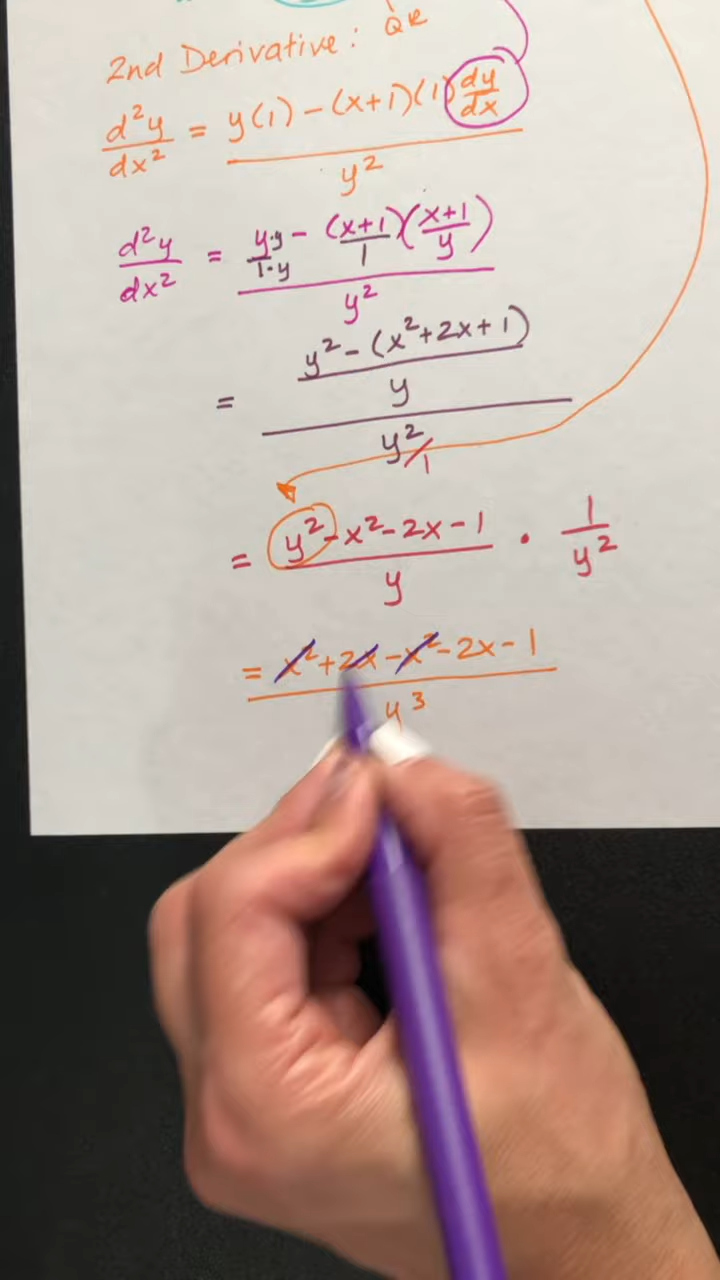 2nd Derivative: QR
d²y/dx² = (y(1) - (x+1)(1)dy/dx)/y²
d²y/dx² = (y·y/1·y - (x+1)/1 (x+1/y))/y²
= ((y² - (x²+2x+1))/y)/(y²/1)
= (y² - x² - 2x - 1)/y · 1/y²
= (x² + 2x - x² - 2x - 1)/y³